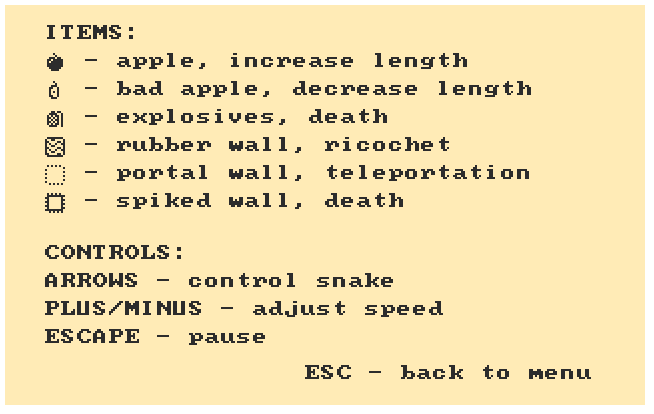 ITEMS:
- apple, increase length
- bad apple, decrease length
- explosives, death
- rubber wall, ricochet
- portal wall, teleportation
- spiked wall, death
CONTROLS:
ARROWS - control snake
PLUS/MINUS - adjust speed
ESCAPE - pause
ESC - back to menu